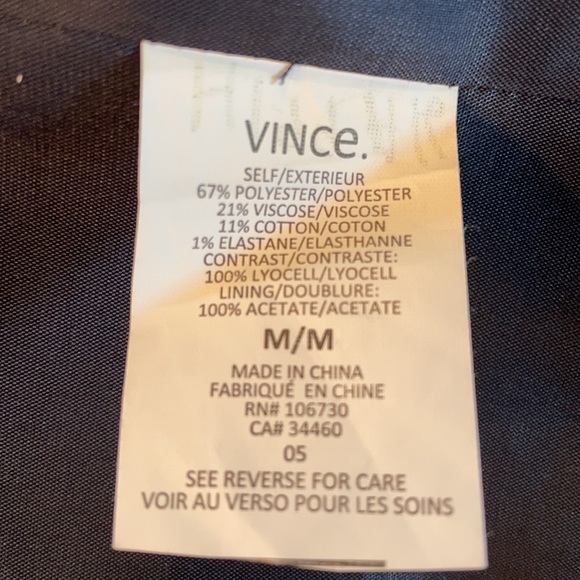 VINCe.
SELF/EXTERIEUR
67% POLYESTER/POLYESTER
21% VISCOSE/VISCOSE
11% COTTON/COTON
1% ELASTANE/ELASTHANNE
CONTRAST/CONTRASTE:
100% LYOCELL/LYOCELL
LINING/DOUBLURE:
100% ACETATE/ACETATE
M/M
MADE IN CHINA
FABRIQUÉ EN CHINE
RN# 106730
CA# 34460
05
SEE REVERSE FOR CARE
VOIR AU VERSO POUR LES SOINS